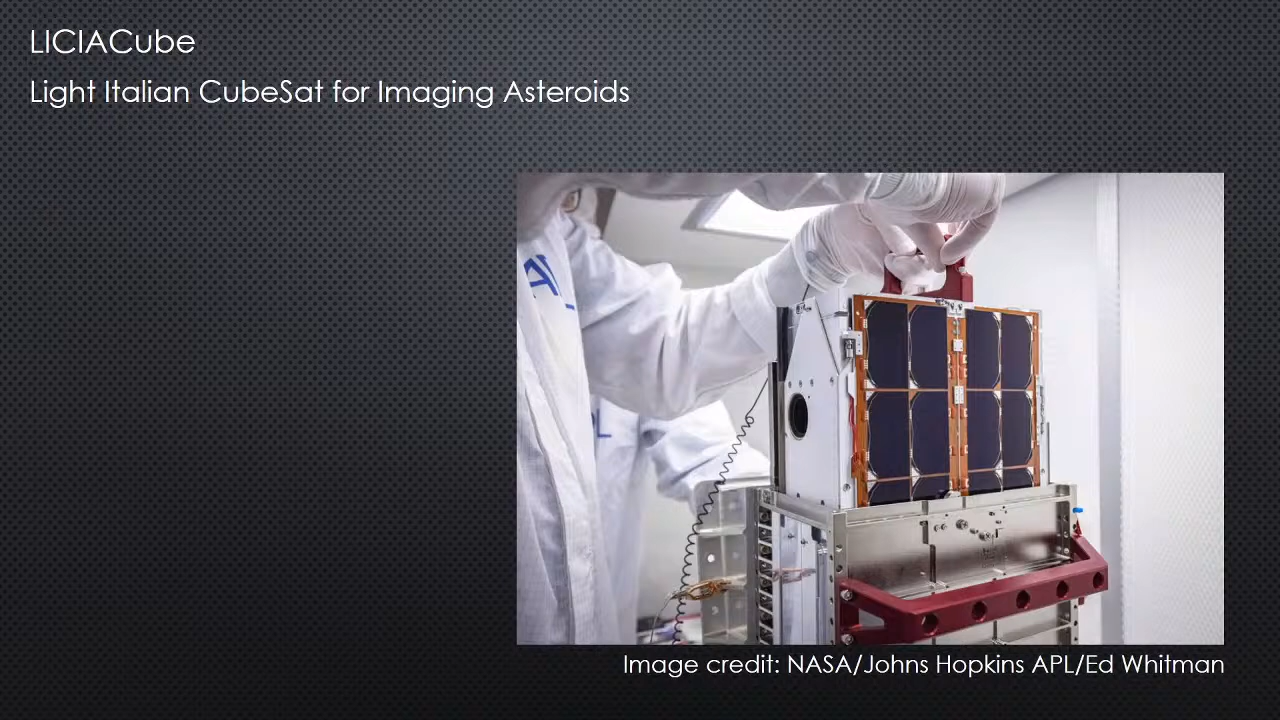 LICIACube
Light Italian CubeSat for Imaging Asteroids
Image credit: NASA/Johns Hopkins APL/Ed Whitman